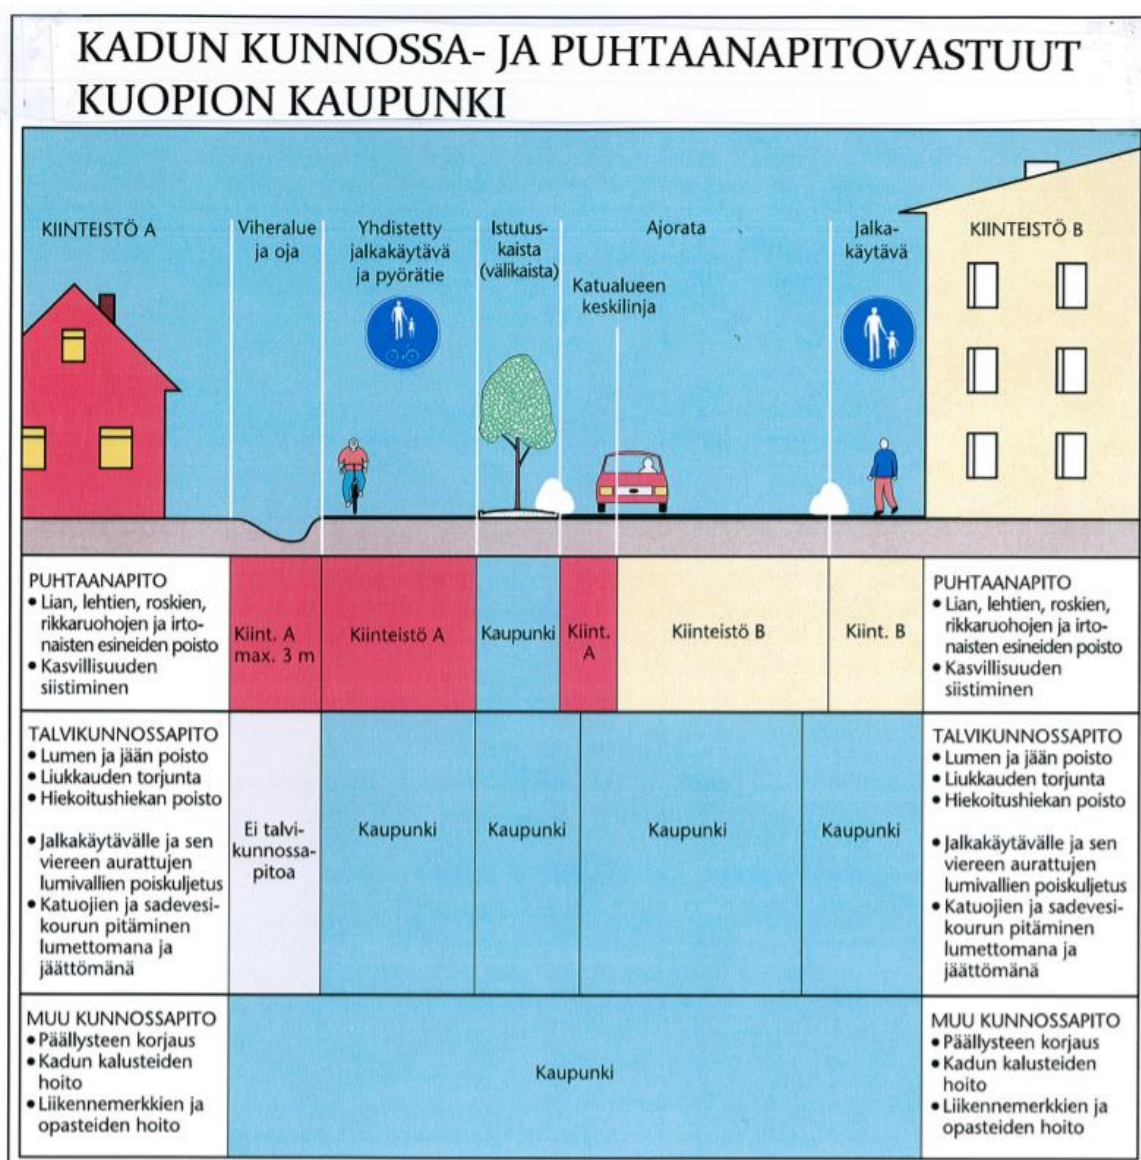 KADUN KUNNOSSA- JA PUHTAANAPITOVASTUUT
KUOPION KAUPUNKI
KIINTEISTÖ A
Viheralue
ja oja
Yhdistetty
jalkakäytävä
ja pyörätie
Istutus-
kaista
(välikaista)
Ajorata
Katualueen
keskilinja
Jalka-
käytävä
KIINTEISTÖ B
PUHTAANAPITO
• Lian, lehtien, roskien,
rikkaruohojen ja irto-
naisten esineiden poisto
• Kasvillisuuden
siistiminen
Kiint. A
max. 3 m
Kiinteistö A
Kaupunki
Kiint.
A
Kiinteistö B
Kiint. B
PUHTAANAPITO
• Lian, lehtien, roskien,
rikkaruohojen ja irto-
naisten esineiden poisto
• Kasvillisuuden
siistiminen
TALVIKUNNOSSAPITO
• Lumen ja jään poisto
• Liukkauden torjunta
• Hiekoitushiekan poisto
• Jalkakäytävälle ja sen
viereen aurattujen
lumivallien poiskuljetus
• Katuojien ja sadevesi-
kourun pitäminen
lumettomana ja
jäättömänä
Ei talvi-
kunnossa-
pitoa
Kaupunki
Kaupunki
Kaupunki
Kaupunki
TALVIKUNNOSSAPITO
• Lumen ja jään poisto
• Liukkauden torjunta
• Hiekoitushiekan poisto
• Jalkakäytävälle ja sen
viereen aurattujen
lumivallien poiskuljetus
• Katuojien ja sadevesi-
kourun pitäminen
lumettomana ja
jäättömänä
MUU KUNNOSSAPITO
• Päällysteen korjaus
• Kadun kalusteiden
hoito
• Liikennemerkkien ja
opasteiden hoito
Kaupunki
MUU KUNNOSSAPITO
• Päällysteen korjaus
• Kadun kalusteiden
hoito
• Liikennemerkkien ja
opasteiden hoito